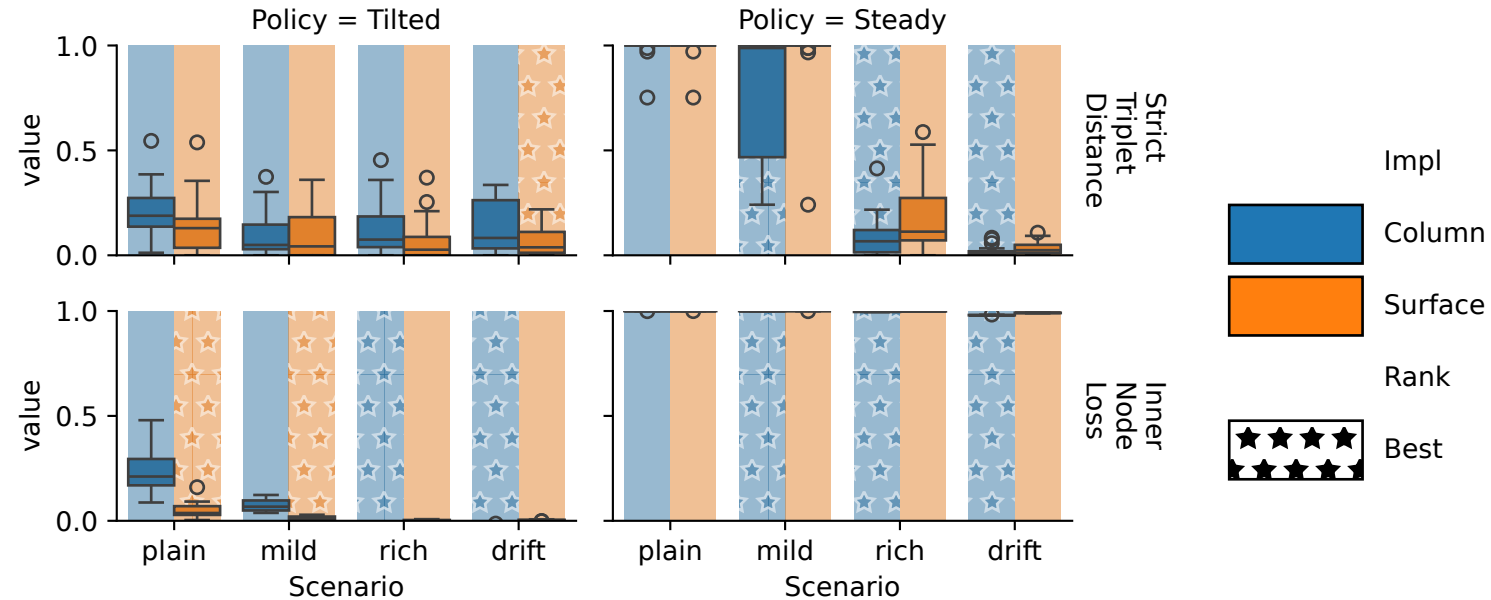 Policy = Tilted
Policy = Steady
1.0
0.5
0.0
value
Strict
Triplet
Distance
1.0
0.5
0.0
value
Inner
Node
Loss
plain mild rich drift
Scenario
plain mild rich drift
Scenario
Impl
Column
Surface
Rank
Best